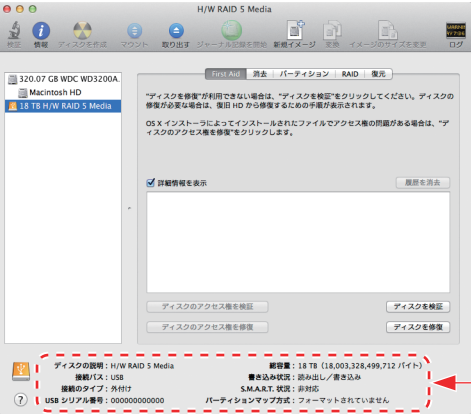 H/W RAID 5 Media
検証
情報
ディスクを作成
マウント
取り出す
ジャーナル記録を開始
新規イメージ
変換
イメージのサイズを変更
ログ
320.07 GB WDC WD3200A
Macintosh HD
18 TB H/W RAID 5 Media
First Aid 消去 パーティション RAID 復元
"ディスクを修復"が利用できない場合は、"ディスクを検証"をクリックしてください。ディスクの
修復が必要な場合は、復旧 HD から修復するための手順が表示されます。
OS X インストーラによってインストールされたファイルでアクセス権の問題がある場合は、"デ
ィスクのアクセス権を修復"をクリックします。
詳細情報を表示
履歴を消去
ディスクのアクセス権を検証
ディスクを検証
ディスクのアクセス権を修復
ディスクを修復
ディスクの説明：H/W RAID 5 Media
接続バス：USB
接続のタイプ：外付け
USB シリアル番号：000000000000
総容量：18 TB（18,003,328,499,712 バイト）
書き込み状況：読み出し／書き込み
S.M.A.R.T. 状況：非対応
パーティションマップ方式：フォーマットされていません
?